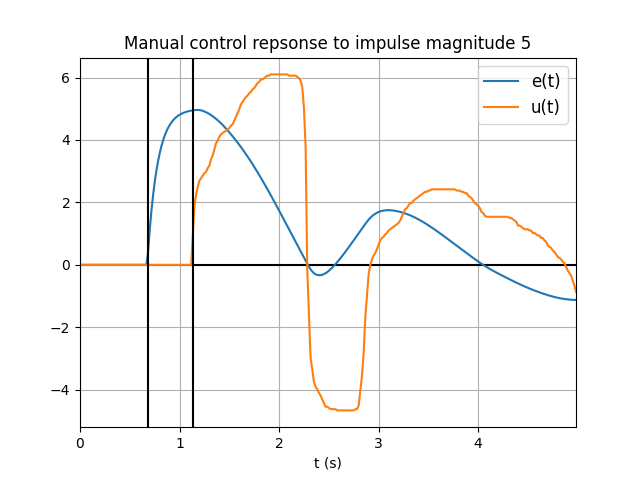 Manual control repsonse to impulse magnitude 5
e(t)
u(t)
6
4
2
0
−2
−4
0 1 2 3 4
t (s)